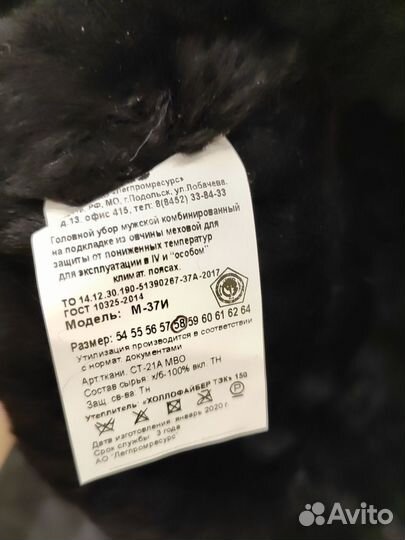 "Легпромресурс"
РФ, МО, г.Подольск, ул.Лобачева,
д.13, офис 415, тел: 8(8452) 33-84-33
Головной убор мужской комбинированный
на подкладке из овчины меховой для
защиты от пониженных температур
для эксплуатации в IV и "особом"
климат. поясах.
ТО 14.12.30.190-51390267-37А-2017
ГОСТ 10325-2014
Модель: М-37И
Размер: 54 55 56 57 58 59 60 61 62 64
Утилизация производится в соответствии
с нормат. документами
Арт.ткани. СТ-21А МВО
Состав сырья: х/б-100% вкл. ТН
Защ. св-ва: Тн
Утеплитель «ХОЛЛОФАЙБЕР ТЭК» 150
Дата изготовления: январь 2020 г.
Срок службы 3 года
АО "Легпромресурс"
Avito